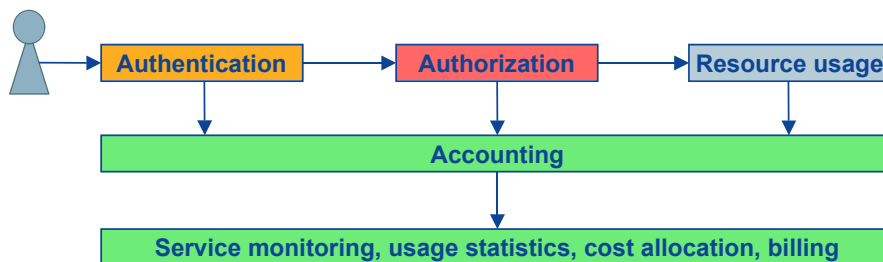 Authentication
Authorization
Resource usage
Accounting
Service monitoring, usage statistics, cost allocation, billing